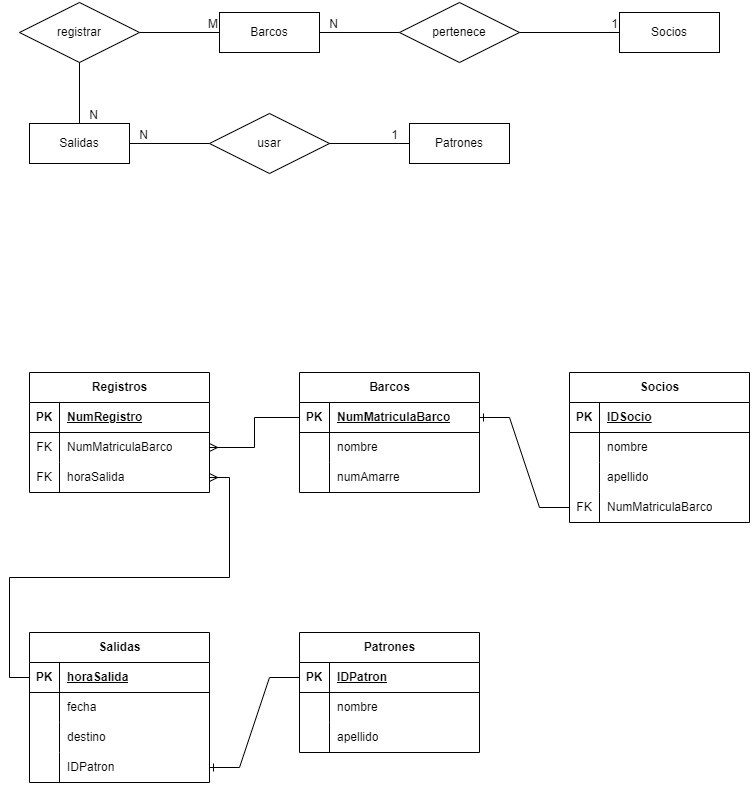 registrar
M
Barcos
N
pertenece
1
Socios
N
Salidas
N
usar
1
Patrones
Registros
PK NumRegistro
FK NumMatriculaBarco
FK horaSalida
Barcos
PK NumMatriculaBarco
nombre
numAmarre
Socios
PK IDSocio
nombre
apellido
FK NumMatriculaBarco
Salidas
PK horaSalida
fecha
destino
IDPatron
Patrones
PK IDPatron
nombre
apellido